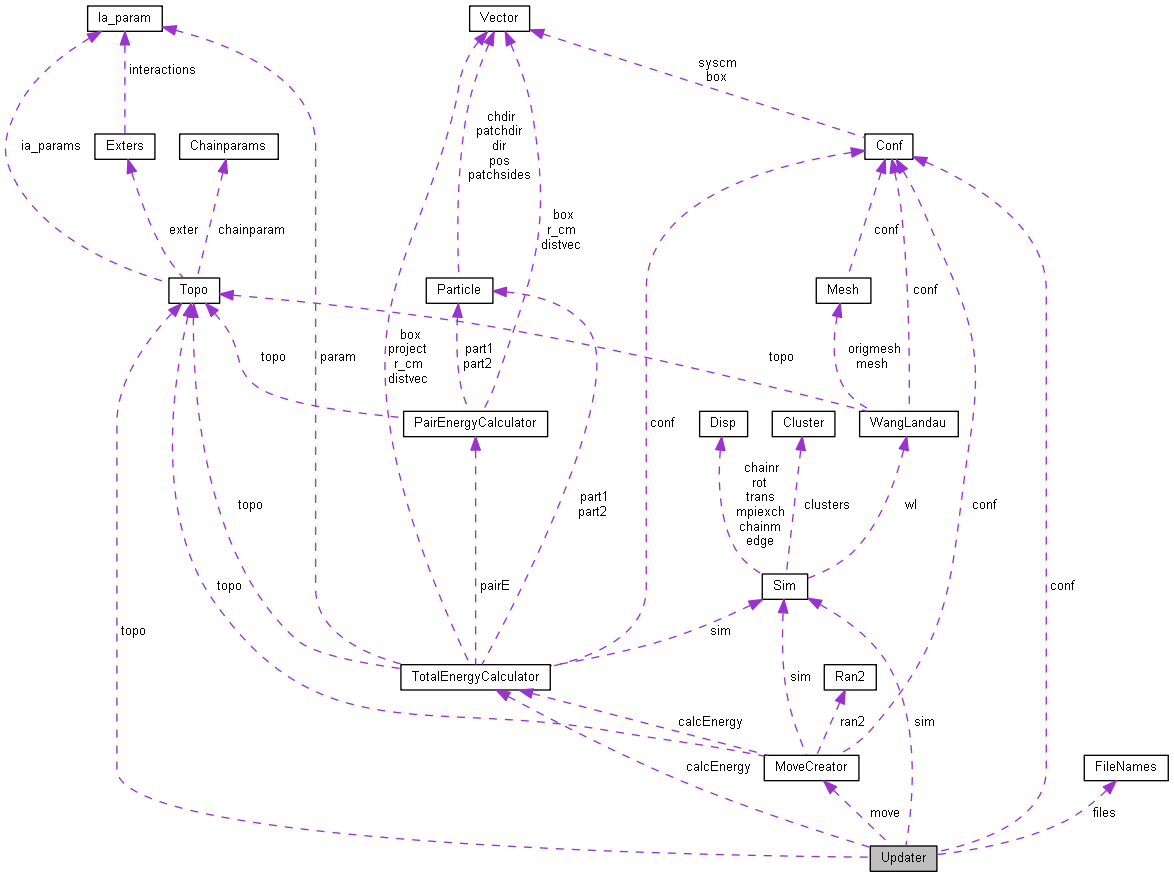 Ia_param
Vector
syscm
box
interactions
chdir
patchdir
dir
pos
patchsides
ia_params
Exters
Chainparams
Conf
exter
chainparam
box
r_cm
distvec
conf
Topo
Particle
Mesh
conf
box
project
r_cm
distvec
topo
param
part1
part2
topo
origmesh
mesh
PairEnergyCalculator
Disp
Cluster
WangLandau
conf
chainr
rot
trans
mpiexch
chainm
edge
topo
part1
part2
clusters
wl
conf
topo
pairE
Sim
conf
topo
sim
TotalEnergyCalculator
sim
Ran2
calcEnergy
ran2
sim
calcEnergy
MoveCreator
FileNames
move
files
Updater